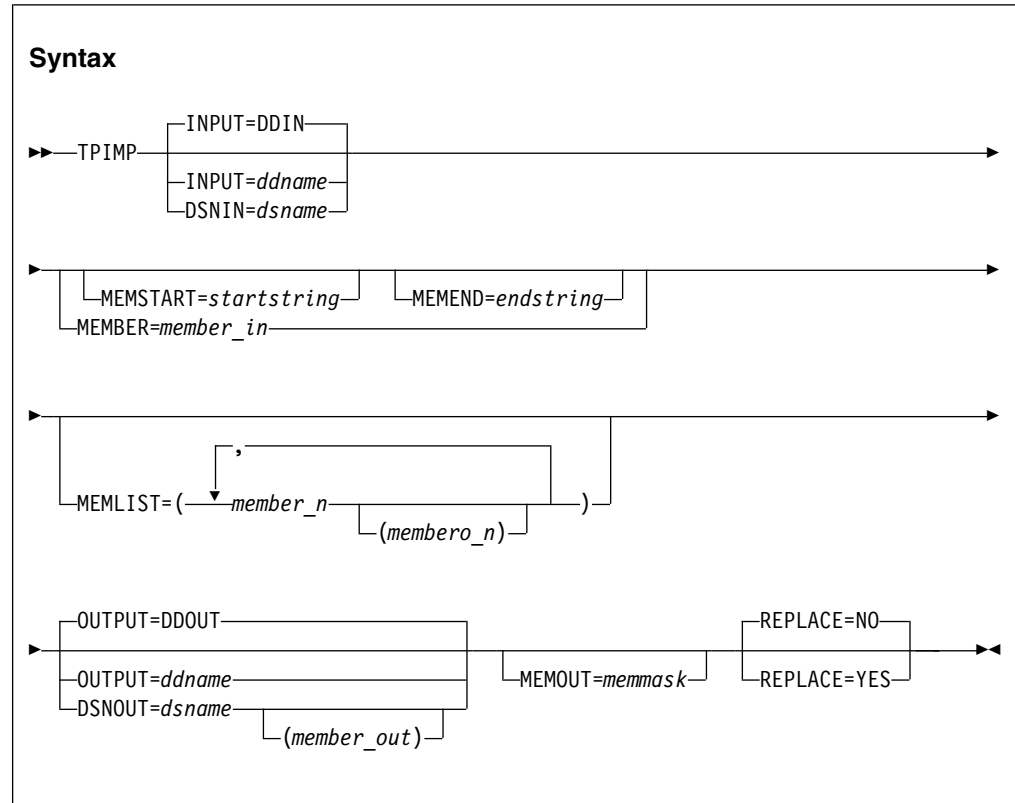 Syntax
INPUT=DDIN
TPIMP
INPUT=ddname
DSNIN=dsname
MEMSTART=startstring MEMEND=endstring
MEMBER=member_in
,
MEMLIST=( member_n )
(membero_n)
OUTPUT=DDOUT REPLACE=NO
OUTPUT=ddname MEMOUT=memmask REPLACE=YES
DSNOUT=dsname
(member_out)